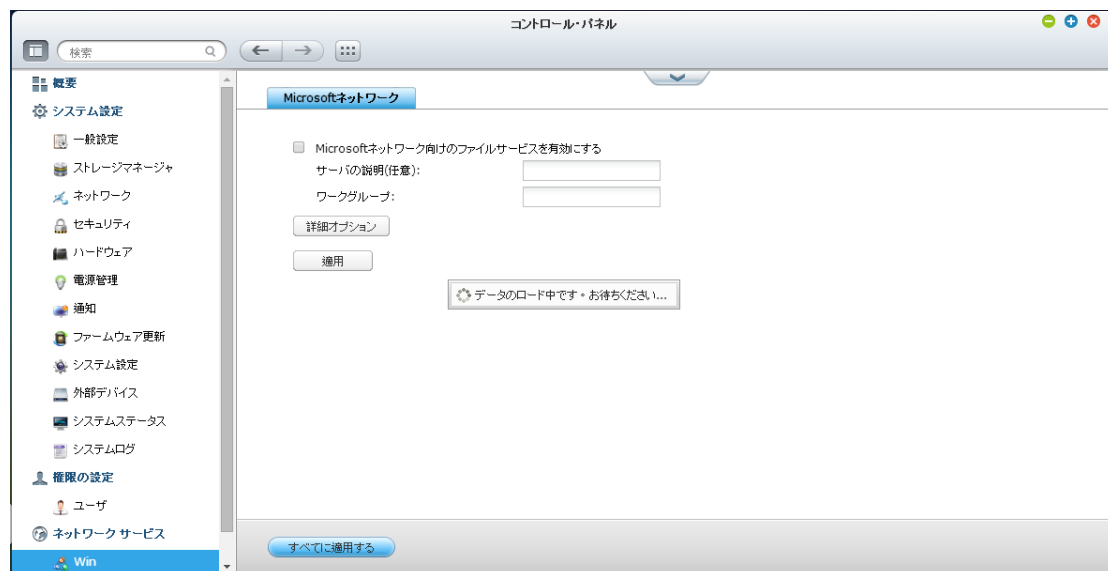 コントロール・パネル
検索
概要
システム設定
一般設定
ストレージマネージャ
ネットワーク
セキュリティ
ハードウェア
電源管理
通知
ファームウェア更新
システム設定
外部デバイス
システムステータス
システムログ
権限の設定
ユーザ
ネットワーク サービス
Win
Microsoftネットワーク
Microsoftネットワーク向けのファイルサービスを有効にする
サーバの説明(任意):
ワークグループ:
詳細オプション
適用
データのロード中です。お待ちください...
すべてに適用する